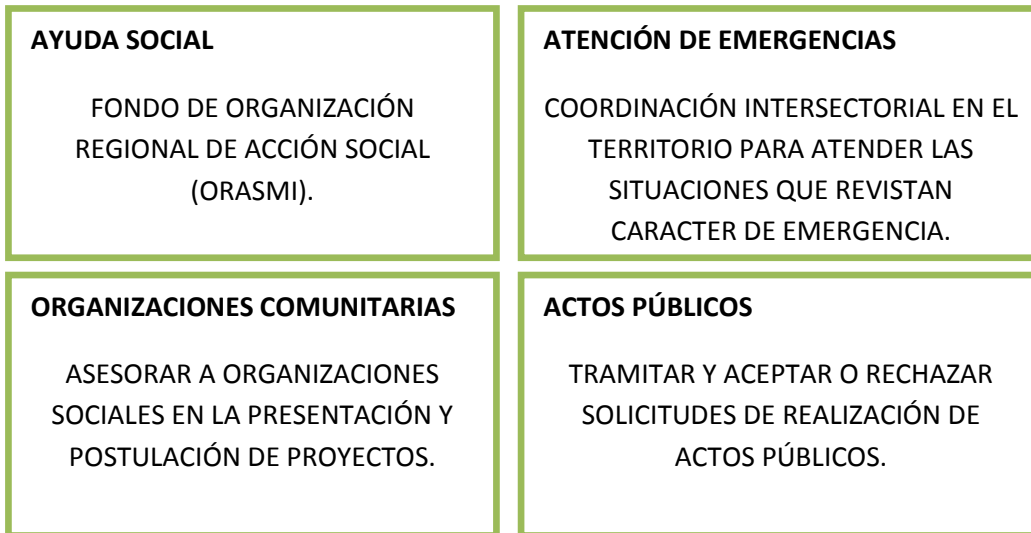 AYUDA SOCIAL
FONDO DE ORGANIZACIÓN
REGIONAL DE ACCIÓN SOCIAL
(ORASMI).
ATENCIÓN DE EMERGENCIAS
COORDINACIÓN INTERSECTORIAL EN EL
TERRITORIO PARA ATENDER LAS
SITUACIONES QUE REVISTAN
CARACTER DE EMERGENCIA.
ORGANIZACIONES COMUNITARIAS
ASESORAR A ORGANIZACIONES
SOCIALES EN LA PRESENTACIÓN Y
POSTULACIÓN DE PROYECTOS.
ACTOS PÚBLICOS
TRAMITAR Y ACEPTAR O RECHAZAR
SOLICITUDES DE REALIZACIÓN DE
ACTOS PÚBLICOS.